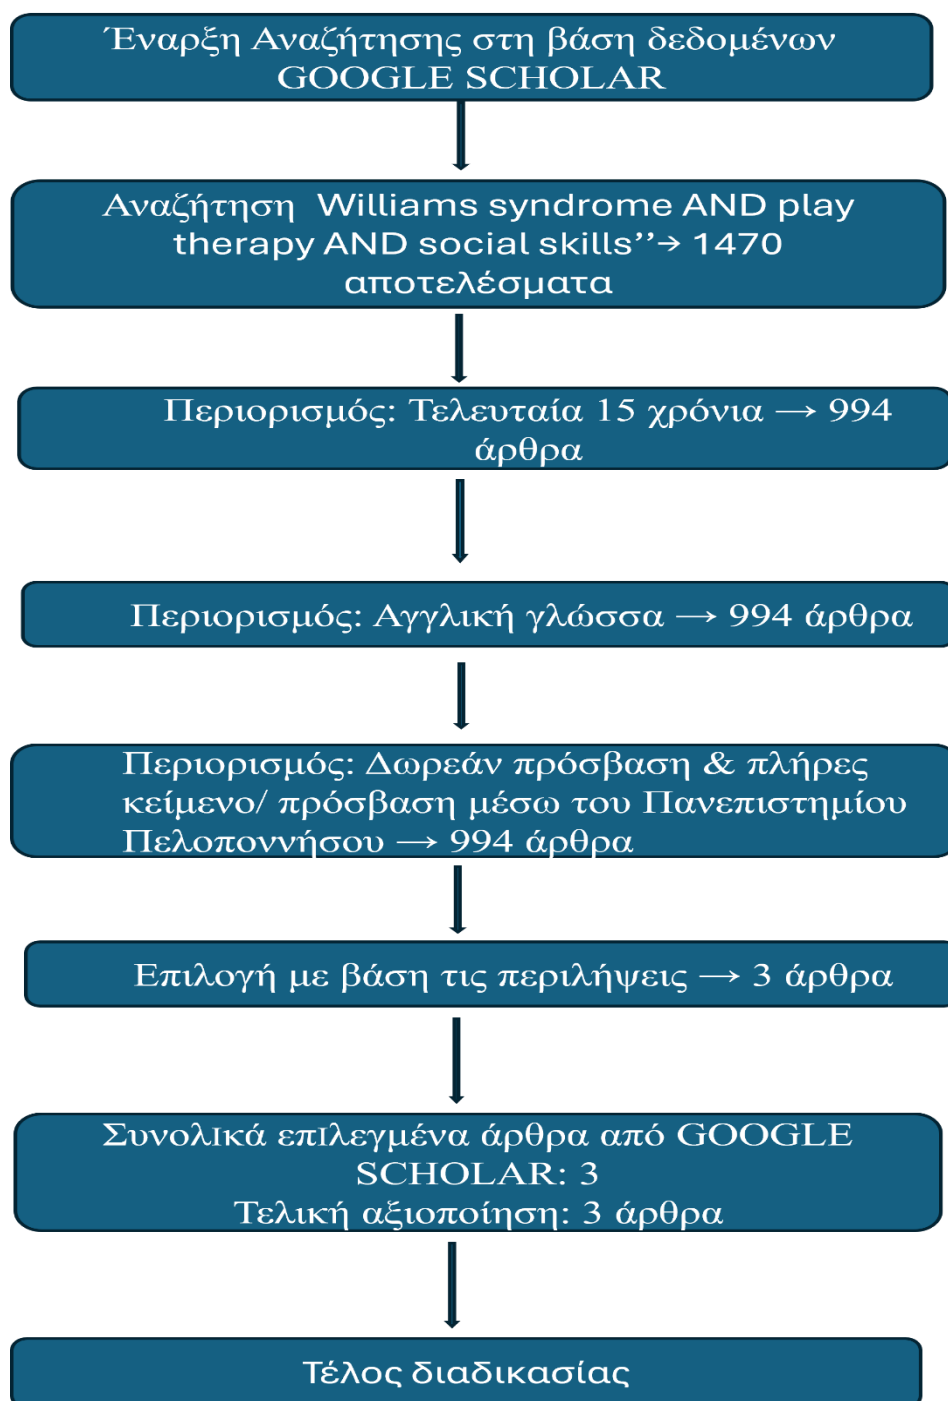 Έναρξη Αναζήτησης στη βάση δεδομένων
GOOGLE SCHOLAR
Αναζήτηση Williams syndrome AND play
therapy AND social skills’’→ 1470
αποτελέσματα
Περιορισμός: Τελευταία 15 χρόνια → 994
άρθρα
Περιορισμός: Αγγλική γλώσσα → 994 άρθρα
Περιορισμός: Δωρεάν πρόσβαση & πλήρες
κείμενο/ πρόσβαση μέσω του Πανεπιστημίου
Πελοποννήσου → 994 άρθρα
Επιλογή με βάση τις περιλήψεις → 3 άρθρα
Συνολικά επιλεγμένα άρθρα από GOOGLE
SCHOLAR: 3
Τελική αξιοποίηση: 3 άρθρα
Τέλος διαδικασίας